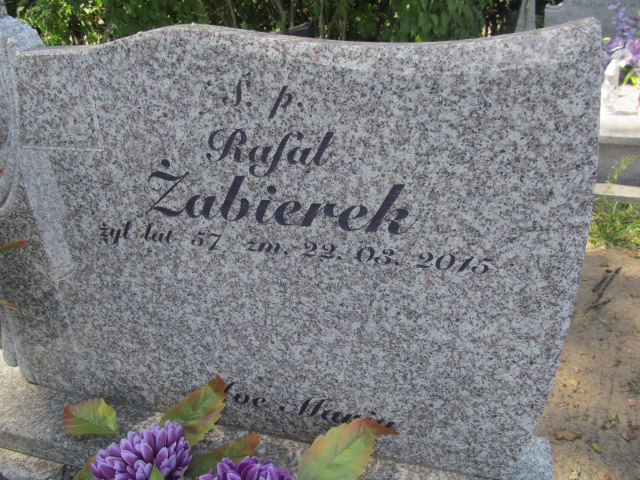 Ś. p.
Rafał
Żabierek
żył lat 57 zm. 22. 03. 2015